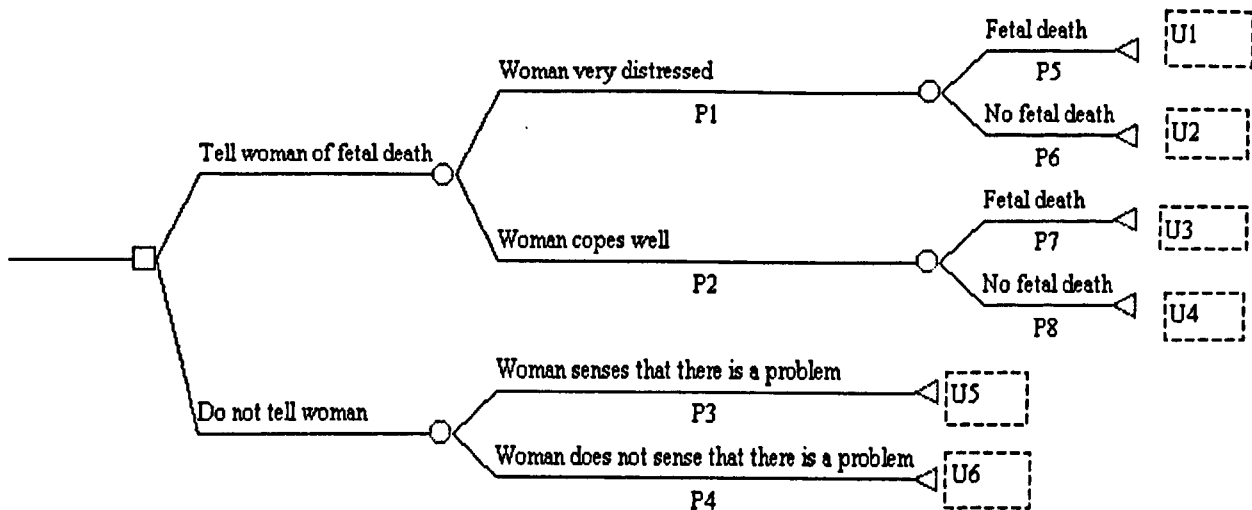 Fetal death
U1
Woman very distressed
P5
P1
No fetal death
U2
P6
Tell woman of fetal death
Fetal death
U3
Woman copes well
P7
P2
No fetal death
U4
P8
Woman senses that there is a problem
U5
P3
Do not tell woman
Woman does not sense that there is a problem
U6
P4